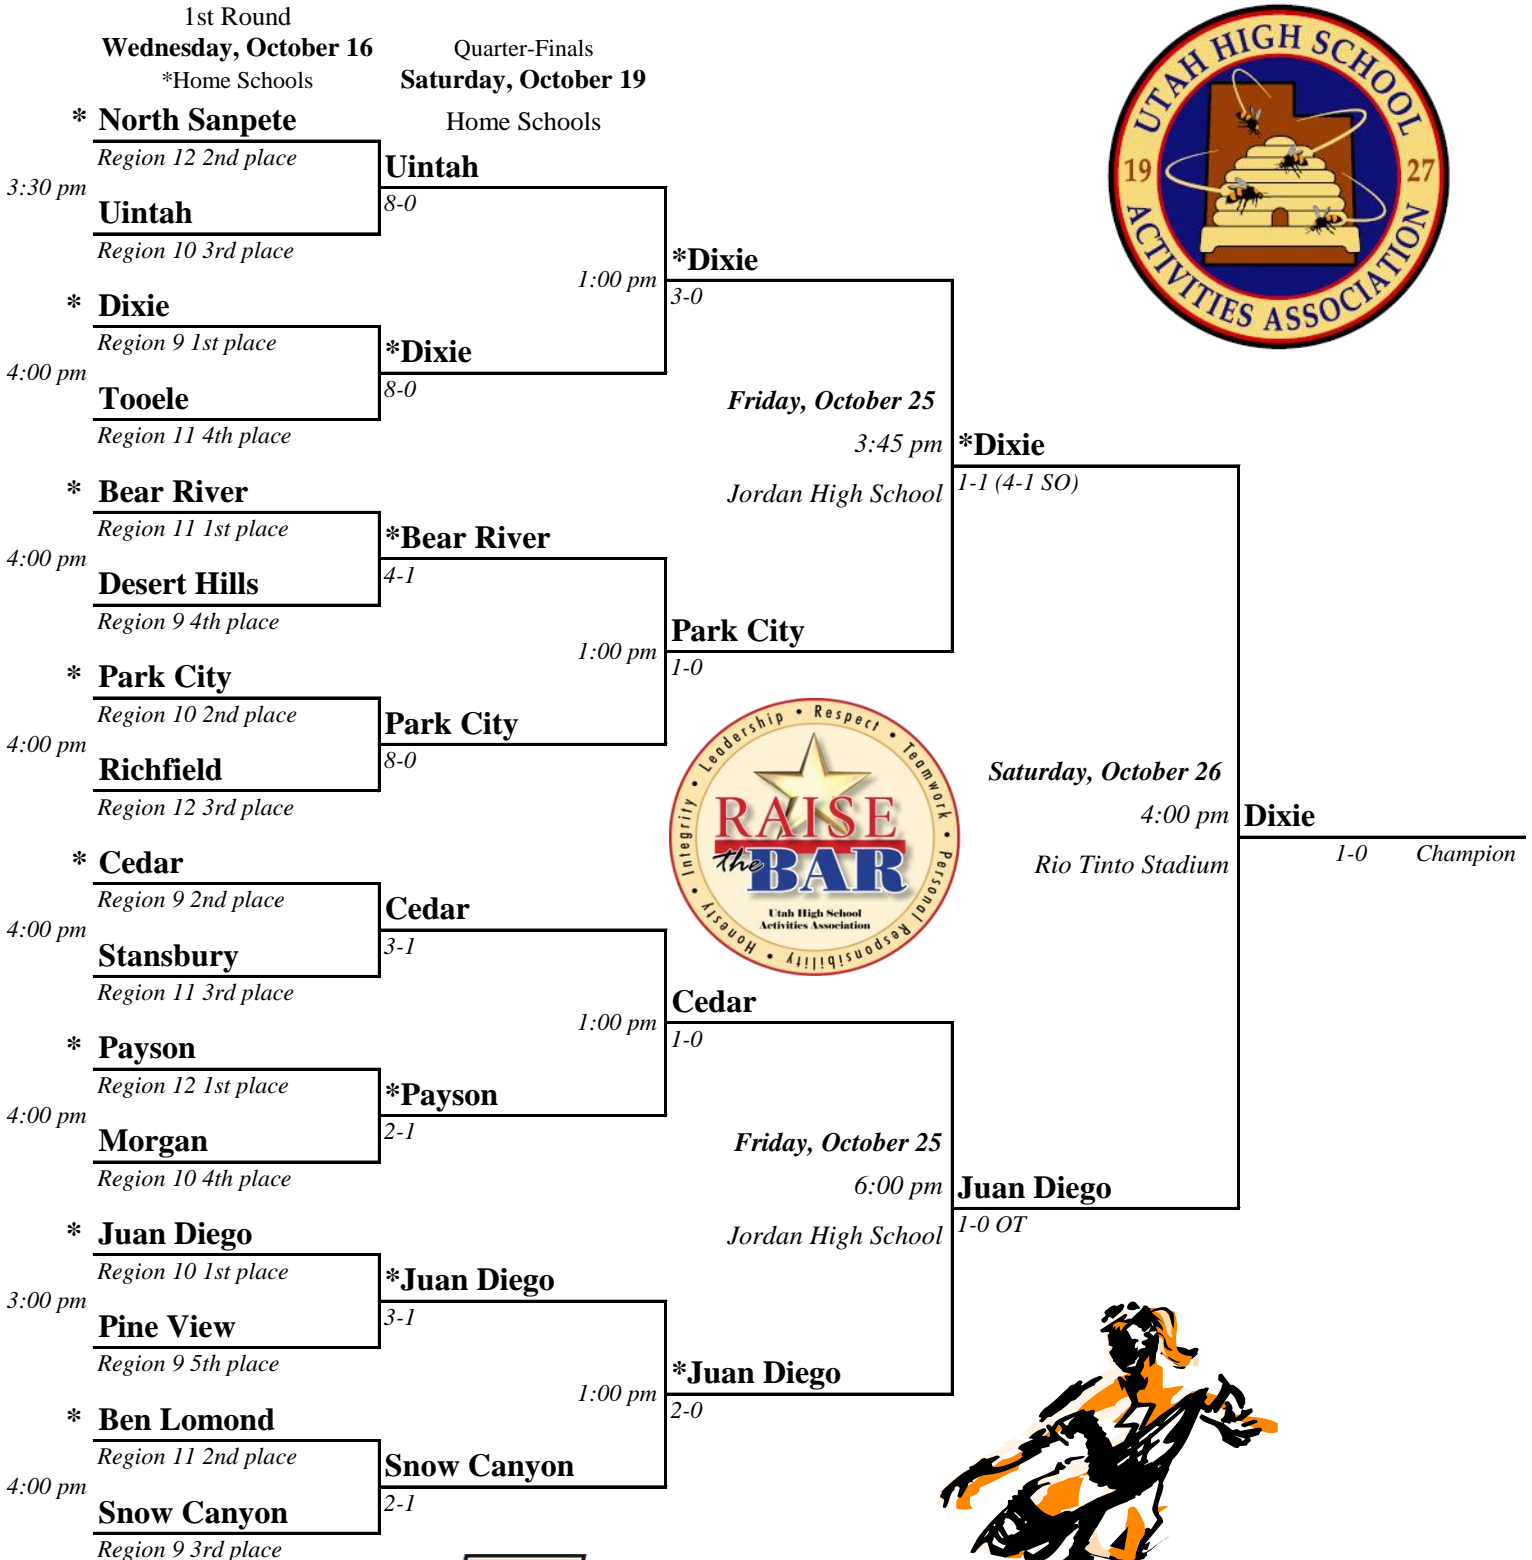 1st Round
Wednesday, October 16
*Home Schools
Quarter-Finals
Saturday, October 19
Home Schools
* North Sanpete
Region 12 2nd place
3:30 pm
Uintah
Region 10 3rd place
* Dixie
Region 9 1st place
4:00 pm
Tooele
Region 11 4th place
* Bear River
Region 11 1st place
4:00 pm
Desert Hills
Region 9 4th place
* Park City
Region 10 2nd place
4:00 pm
Richfield
Region 12 3rd place
* Cedar
Region 9 2nd place
4:00 pm
Stansbury
Region 11 3rd place
* Payson
Region 12 1st place
4:00 pm
Morgan
Region 10 4th place
* Juan Diego
Region 10 1st place
3:00 pm
Pine View
Region 9 5th place
* Ben Lomond
Region 11 2nd place
4:00 pm
Snow Canyon
Region 9 3rd place
Uintah
8-0
1:00 pm
*Dixie
8-0
*Bear River
4-1
1:00 pm
Park City
8-0
Cedar
3-1
1:00 pm
*Payson
2-1
*Juan Diego
3-1
1:00 pm
Snow Canyon
2-1
*Dixie
3-0
Friday, October 25
3:45 pm
Jordan High School
Park City
1-0
Cedar
1-0
Friday, October 25
6:00 pm
Jordan High School
*Juan Diego
2-0
*Dixie
1-1 (4-1 SO)
Saturday, October 26
4:00 pm
Rio Tinto Stadium
Juan Diego
1-0 OT
Dixie
1-0 Champion
UTAH HIGH SCHOOL
19 27
ACTIVITIES ASSOCIATION
Honesty • Integrity • Leadership • Respect • Teamwork • Personal Responsibility •
RAISE
the BAR
Utah High School
Activities Association